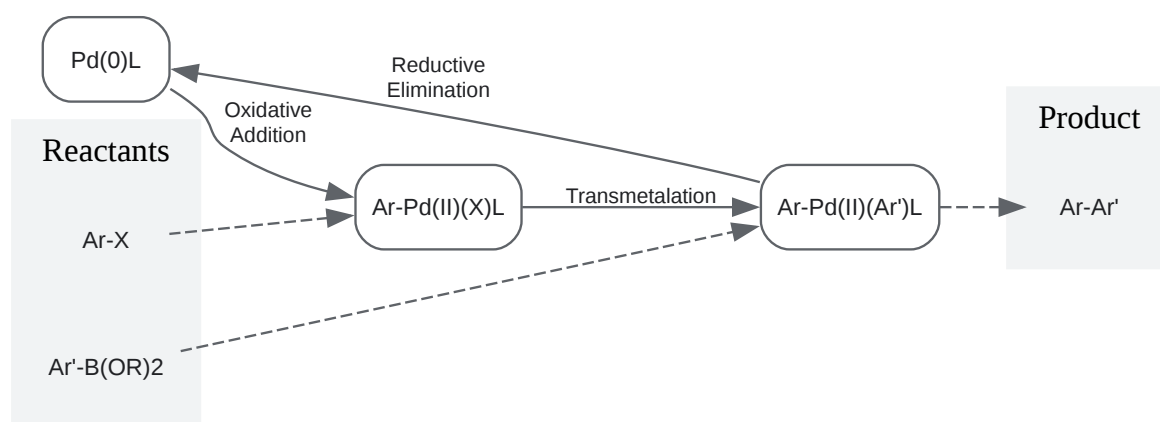 Pd(0)L
Reductive
Elimination
Oxidative
Addition
Product
Reactants
Ar-Pd(II)(X)L
Transmetalation
Ar-Pd(II)(Ar')L
Ar-Ar'
Ar-X
Ar'-B(OR)2